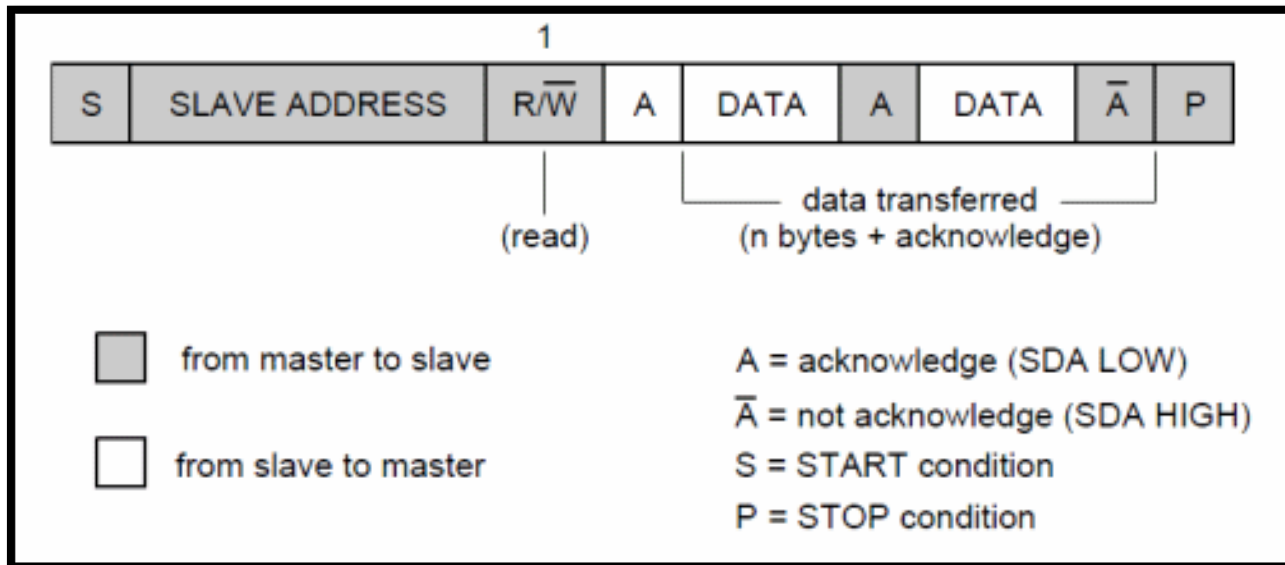 1
S SLAVE ADDRESS R/W̅ A DATA A DATA A̅ P
data transferred
(read) (n bytes + acknowledge)
from master to slave
from slave to master
A = acknowledge (SDA LOW)
A̅ = not acknowledge (SDA HIGH)
S = START condition
P = STOP condition